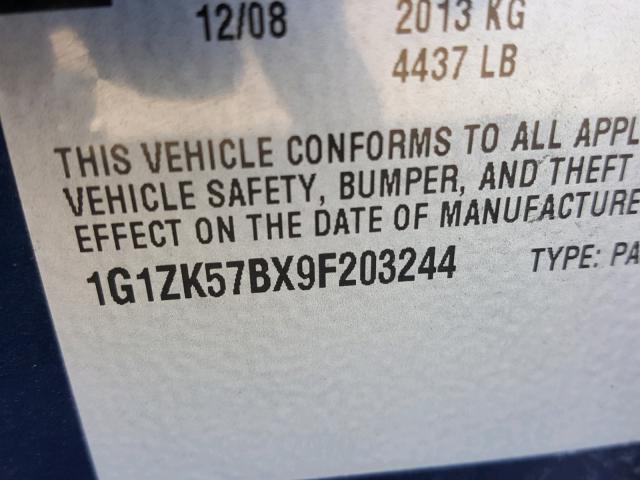 12/08 2013 KG
4437 LB
THIS VEHICLE CONFORMS TO ALL APPL
VEHICLE SAFETY, BUMPER, AND THEFT
EFFECT ON THE DATE OF MANUFACTURE
1G1ZK57BX9F203244 TYPE: PA